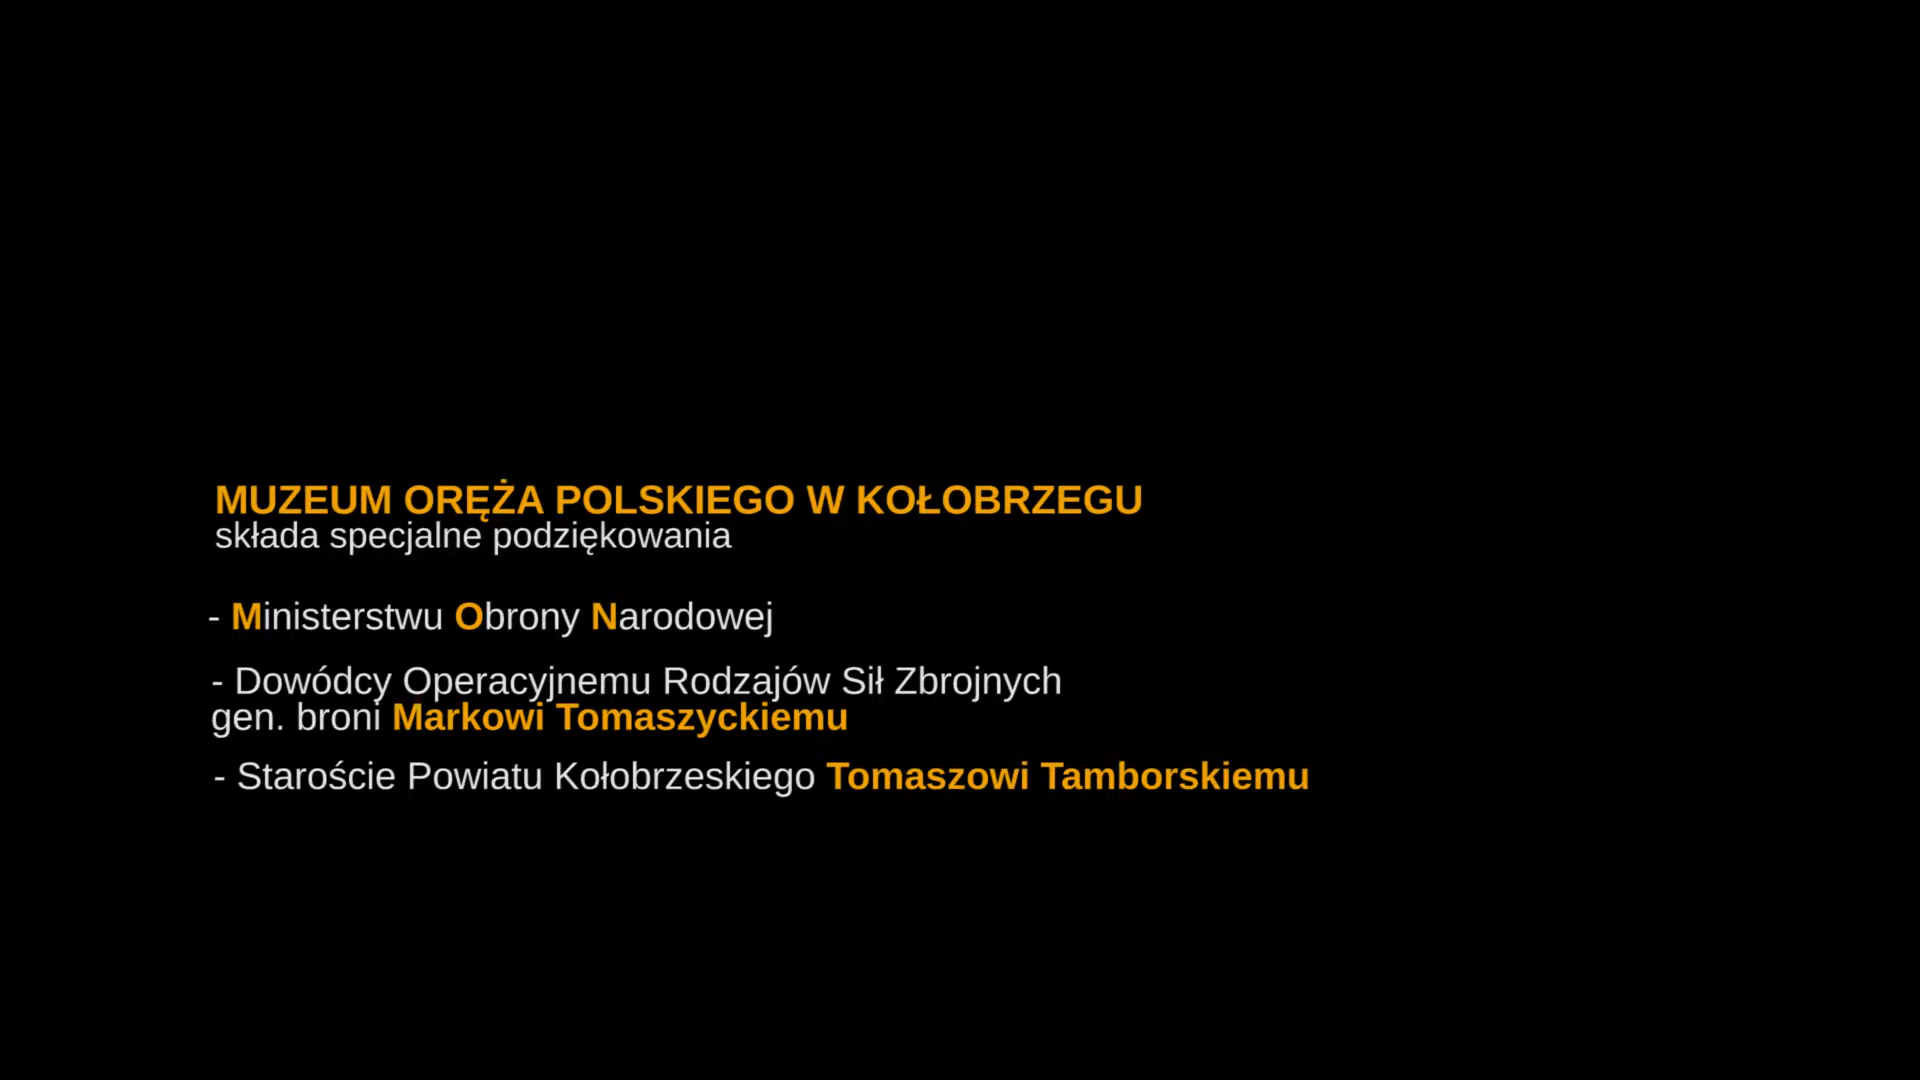 MUZEUM ORĘŻA POLSKIEGO W KOŁOBRZEGU
składa specjalne podziękowania
- Ministerstwu Obrony Narodowej
- Dowódcy Operacyjnemu Rodzajów Sił Zbrojnych
gen. broni Markowi Tomaszyckiemu
- Staroście Powiatu Kołobrzeskiego Tomaszowi Tamborskiemu